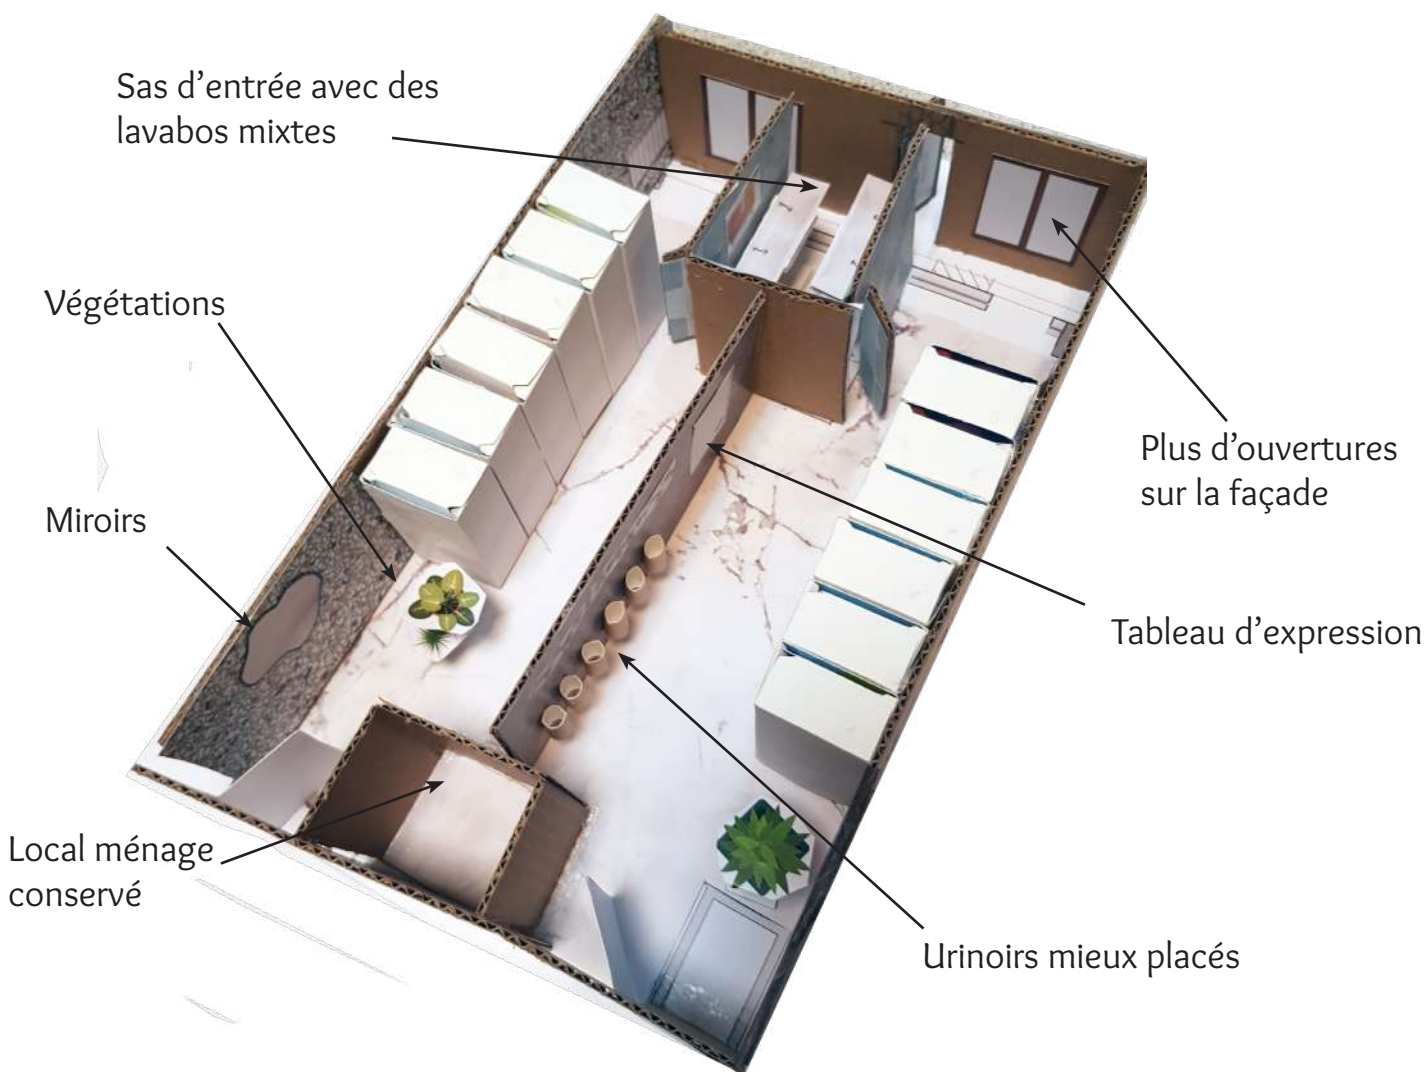 Sas d’entrée avec des
lavabos mixtes
Végétations
Miroirs
Plus d’ouvertures
sur la façade
Tableau d’expression
Local ménage
conservé
Urinoirs mieux placés